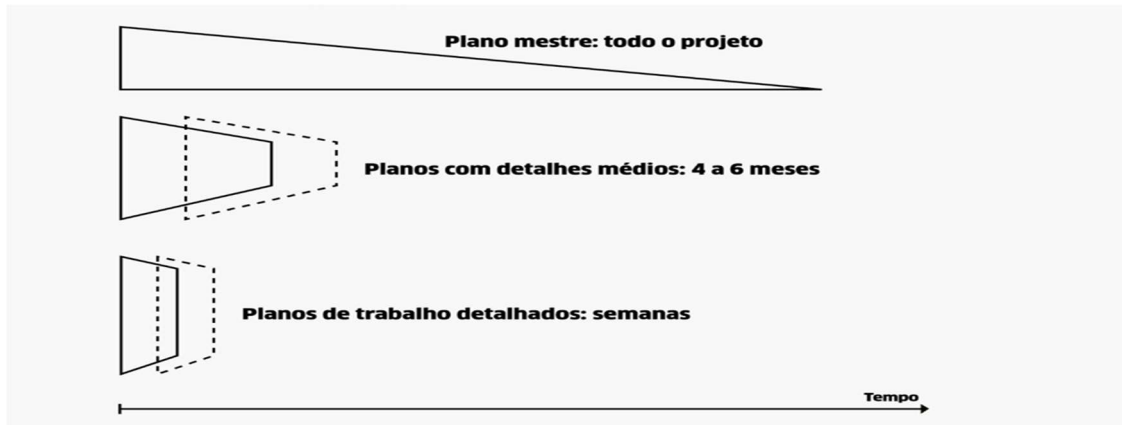 Plano mestre: todo o projeto
Planos com detalhes médios: 4 a 6 meses
Planos de trabalho detalhados: semanas
Tempo